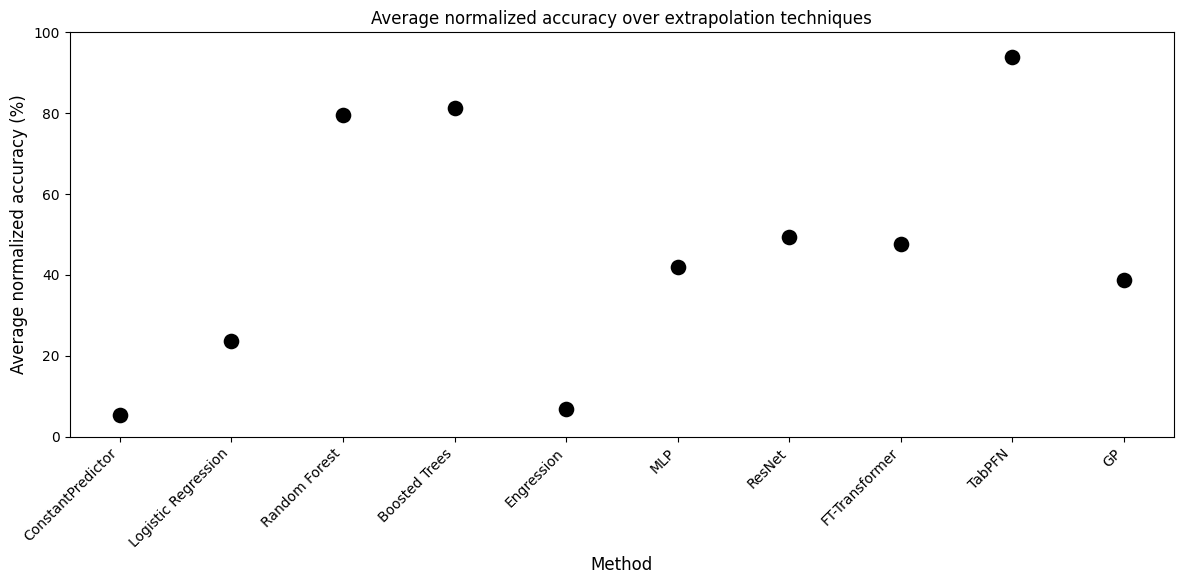 Average normalized accuracy over extrapolation techniques
Average normalized accuracy (%)
100
80
60
40
20
0
ConstantPredictor
Logistic Regression
Random Forest
Boosted Trees
Engression
MLP
ResNet
FT-Transformer
TabPFN
GP
Method